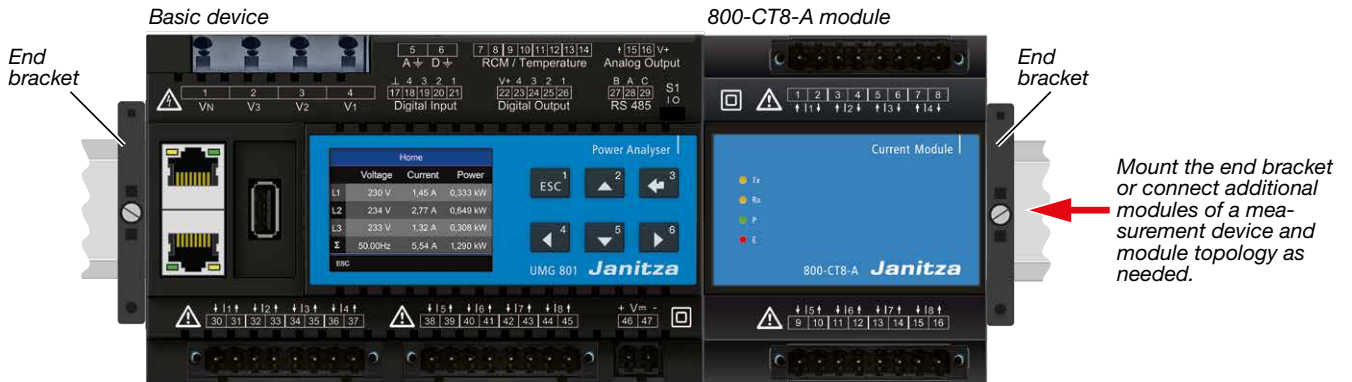 Basic device
800-CT8-A module
End bracket
End bracket
5 6
A ⏚ D ⏚
7 8 9 10 11 12 13 14
RCM / Temperature
↑ 15 16 V+
Analog Output
1 2 3 4
VN V3 V2 V1
⊥ 4 3 2 1
17 18 19 20 21
Digital Input
V+ 4 3 2 1
22 23 24 25 26
Digital Output
B A C
27 28 29
RS 485
S1
I O
1 2 3 4 5 6 7 8
↑ I1 ↓ ↑ I2 ↓ ↑ I3 ↓ ↑ I4 ↓
Power Analyser
Home
Voltage Current Power
L1 230 V 1,45 A 0,333 kW
L2 234 V 2,77 A 0,649 kW
L3 233 V 1,32 A 0,308 kW
Σ 50.00Hz 5,54 A 1,290 kW
ESC
ESC 1
▲ 2
3
◄ 4
▼ 5
► 6
UMG 801 Janitza
Current Module
Tx
Rx
P
E
800-CT8-A Janitza
Mount the end bracket
or connect additional
modules of a mea-
surement device and
module topology as
needed.
↓ I1 ↑ ↓ I2 ↑ ↓ I3 ↑ ↓ I4 ↑
30 31 32 33 34 35 36 37
↓ I5 ↑ ↓ I6 ↑ ↓ I7 ↑ ↓ I8 ↑
38 39 40 41 42 43 44 45
+ V= -
46 47
↓ I5 ↑ ↓ I6 ↑ ↓ I7 ↑ ↓ I8 ↑
9 10 11 12 13 14 15 16